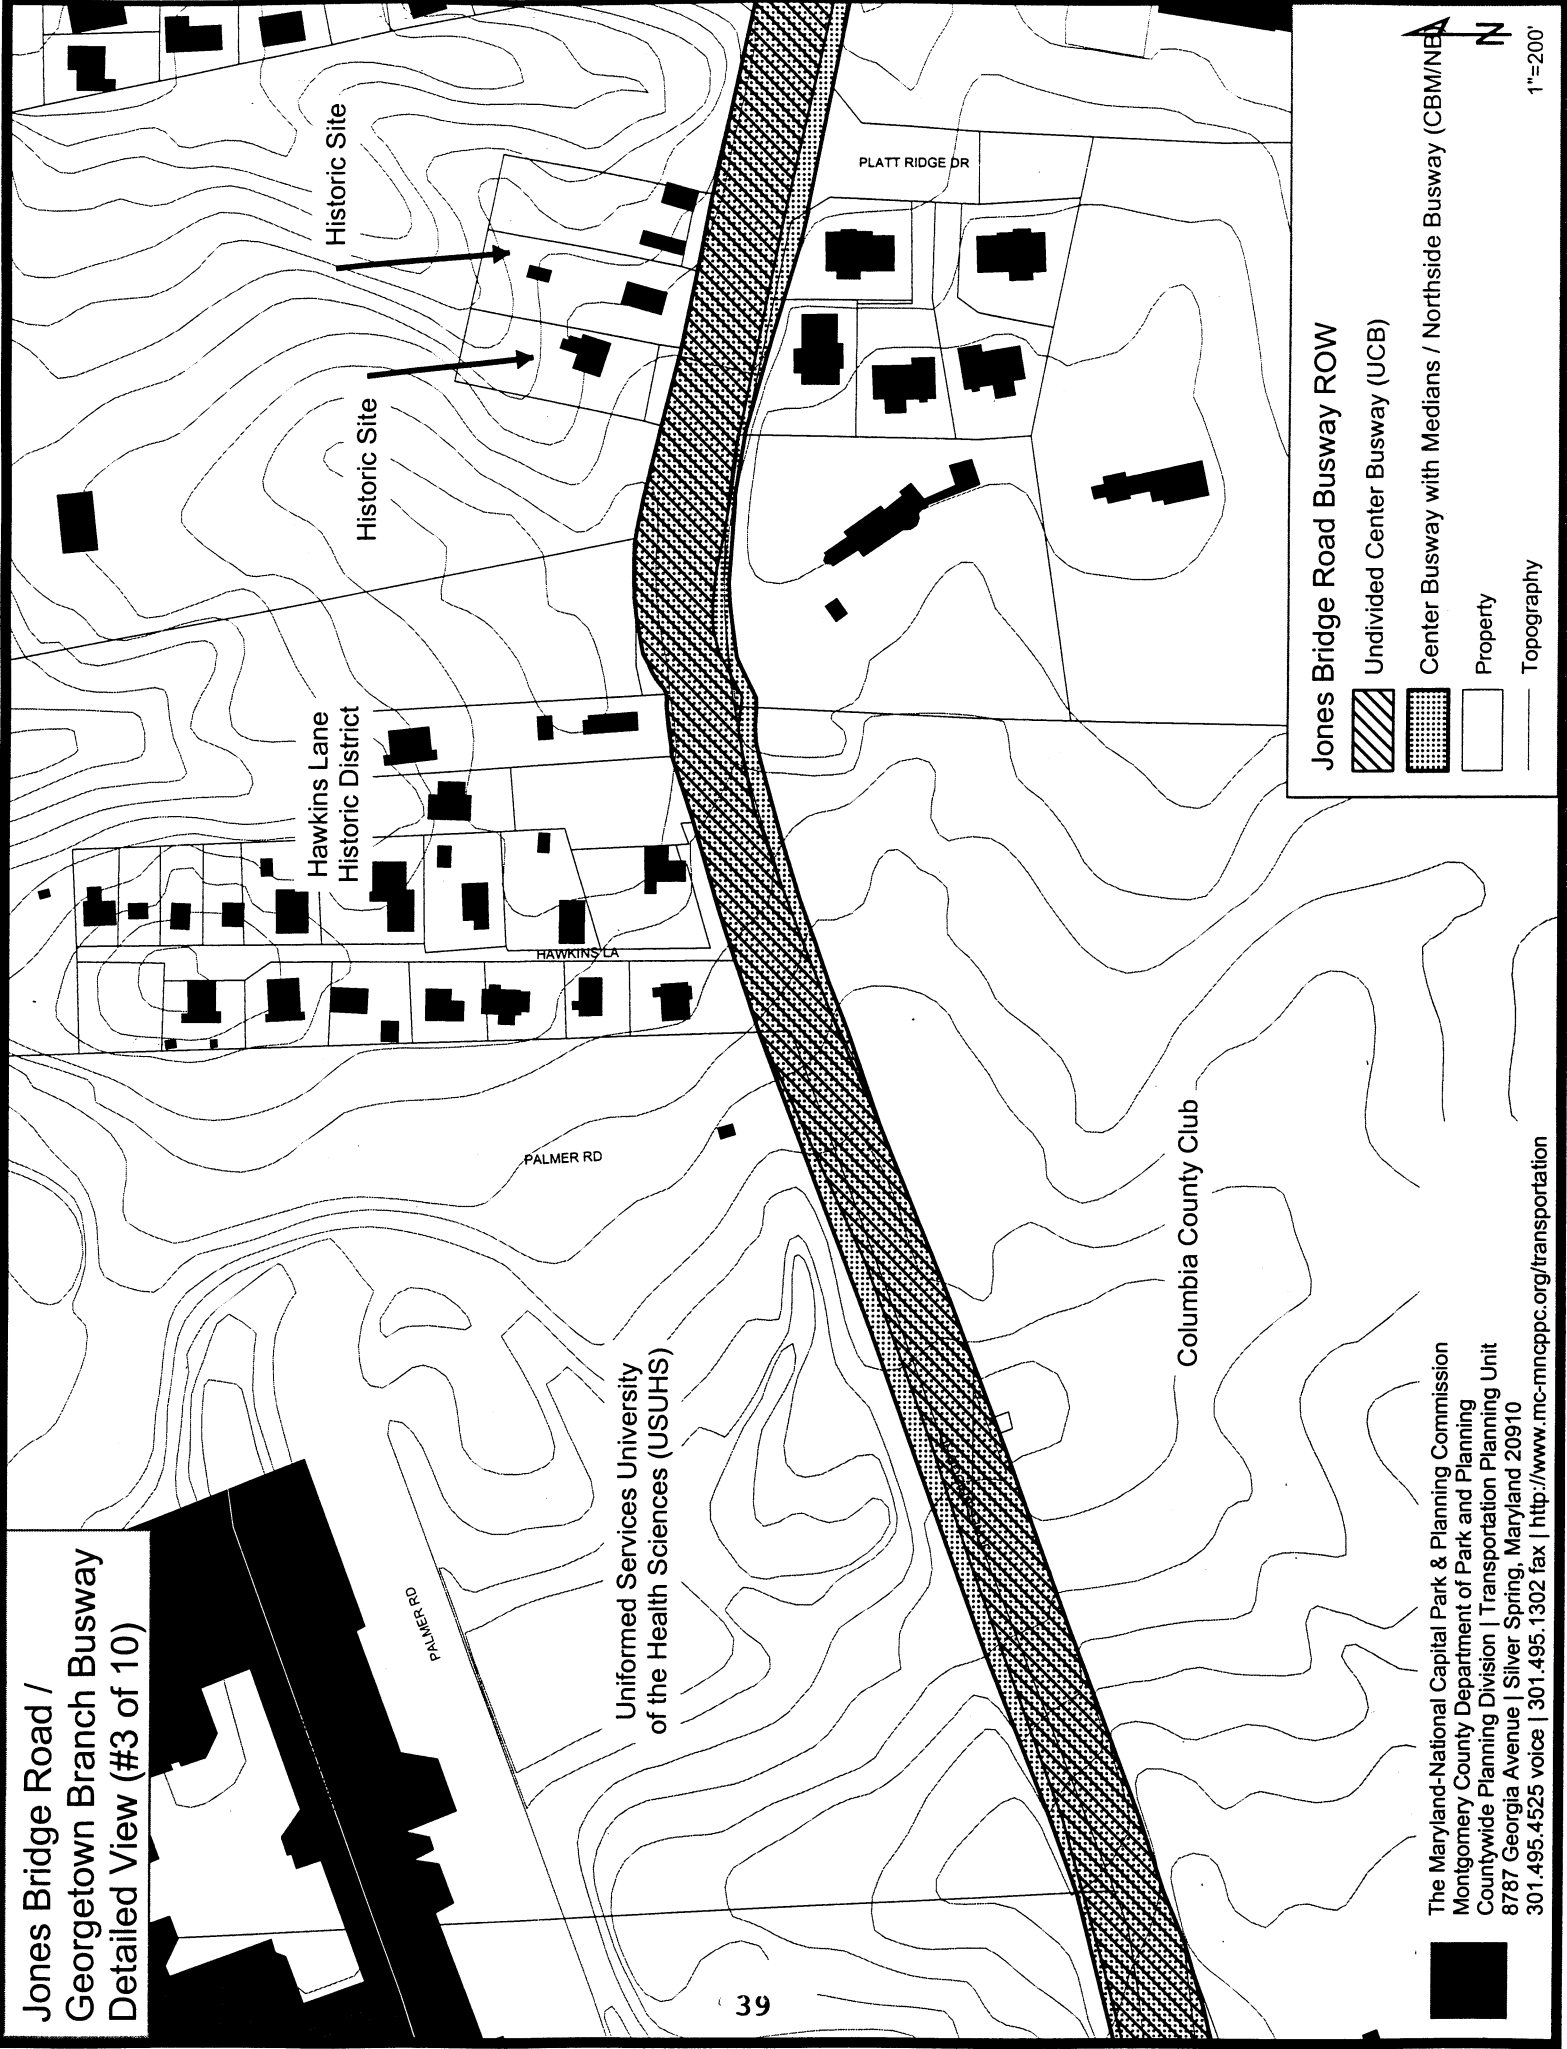 Jones Bridge Road /
Georgetown Branch Busway
Detailed View (#3 of 10)
Hawkins Lane
Historic District
Historic Site
Historic Site
HAWKINS LA
PALMER RD
PALMER RD
PLATT RIDGE DR
Uniformed Services University
of the Health Sciences (USUHS)
Columbia County Club
39
The Maryland-National Capital Park & Planning Commission
Montgomery County Department of Park and Planning
Countywide Planning Division | Transportation Planning Unit
8787 Georgia Avenue | Silver Spring, Maryland 20910
301.495.4525 voice | 301.495.1302 fax | http://www.mc-mncppc.org/transportation
Jones Bridge Road Busway ROW
Undivided Center Busway (UCB)
Center Busway with Medians / Northside Busway (CBM/NB)
Property
Topography
N
1"=200'